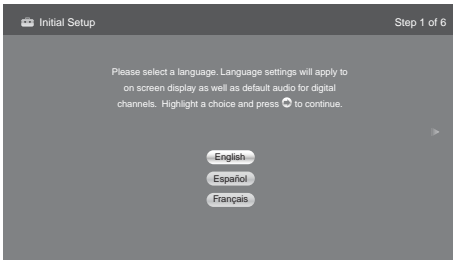 Initial Setup
Step 1 of 6
Please select a language. Language settings will apply to
on screen display as well as default audio for digital
channels. Highlight a choice and press to continue.
English
Español
Français